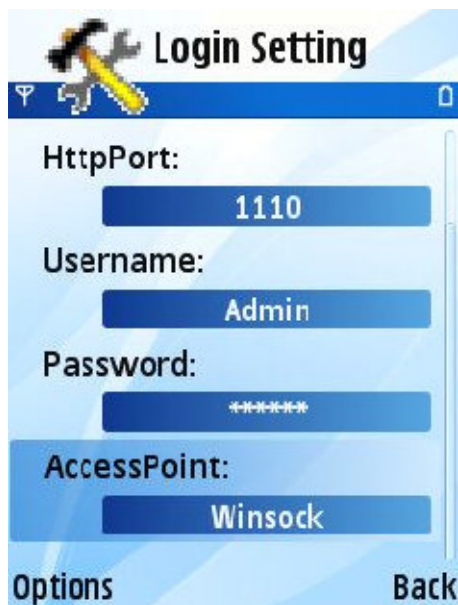 Login Setting
HttpPort:
1110
Username:
Admin
Password:
******
AccessPoint:
Winsock
Options Back